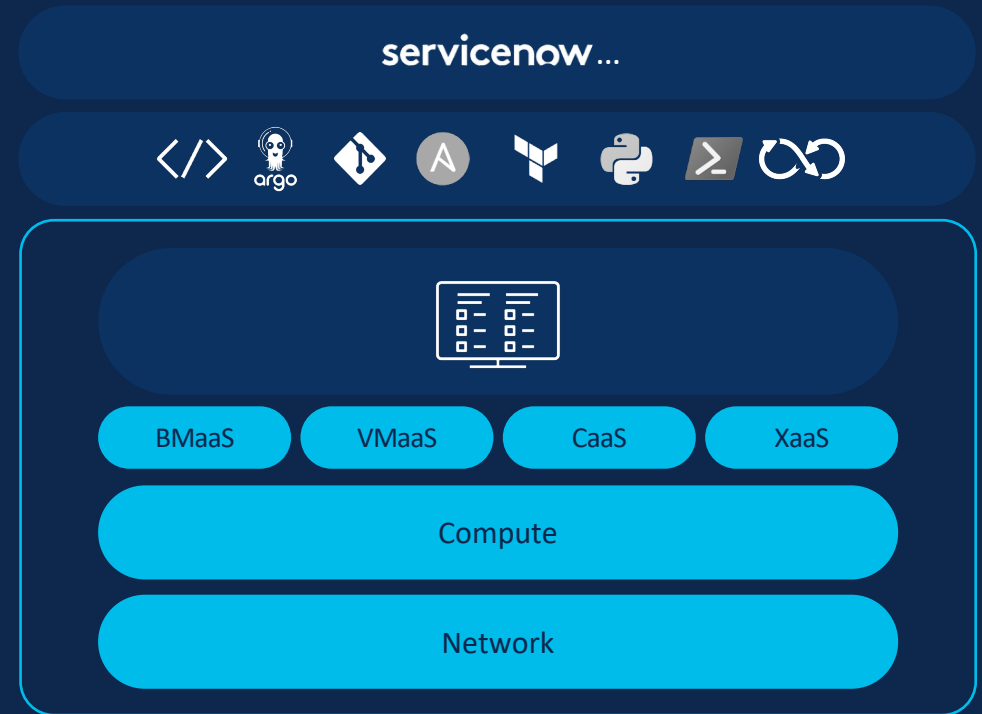 servicenow...
</>
argo
A
>_
BMaaS VMaaS CaaS XaaS
Compute
Network